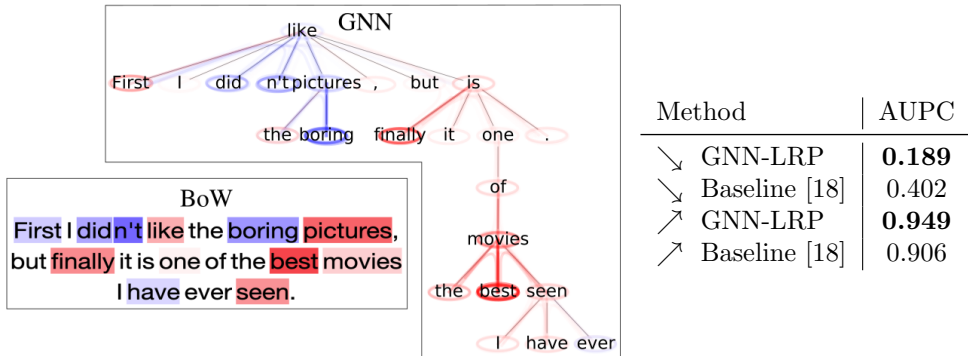 GNN
like
First I did n't pictures , but is
the boring finally it one .
of
movies
the best seen
I have ever
BoW
First I didn't like the boring pictures,
but finally it is one of the best movies
I have ever seen.
Method AUPC
↘ GNN-LRP 0.189
↘ Baseline [18] 0.402
↗ GNN-LRP 0.949
↗ Baseline [18] 0.906